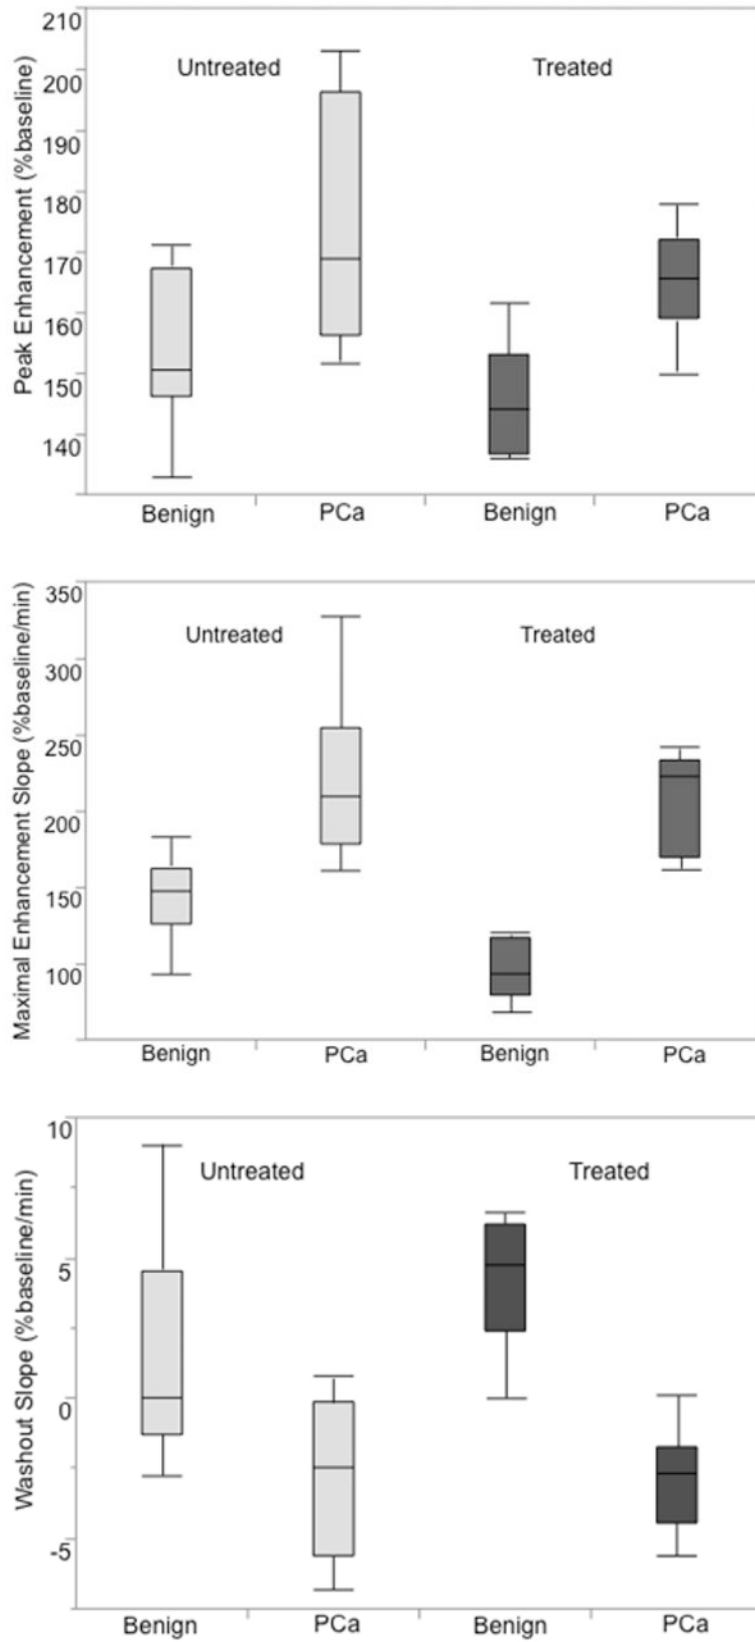 Peak Enhancement (%baseline)
210
200
190
180
170
160
150
140
Untreated
Treated
Benign
PCa
Benign
PCa
Maximal Enhancement Slope (%baseline/min)
350
300
250
200
150
100
Untreated
Treated
Benign
PCa
Benign
PCa
Washout Slope (%baseline/min)
10
5
0
-5
Untreated
Treated
Benign
PCa
Benign
PCa